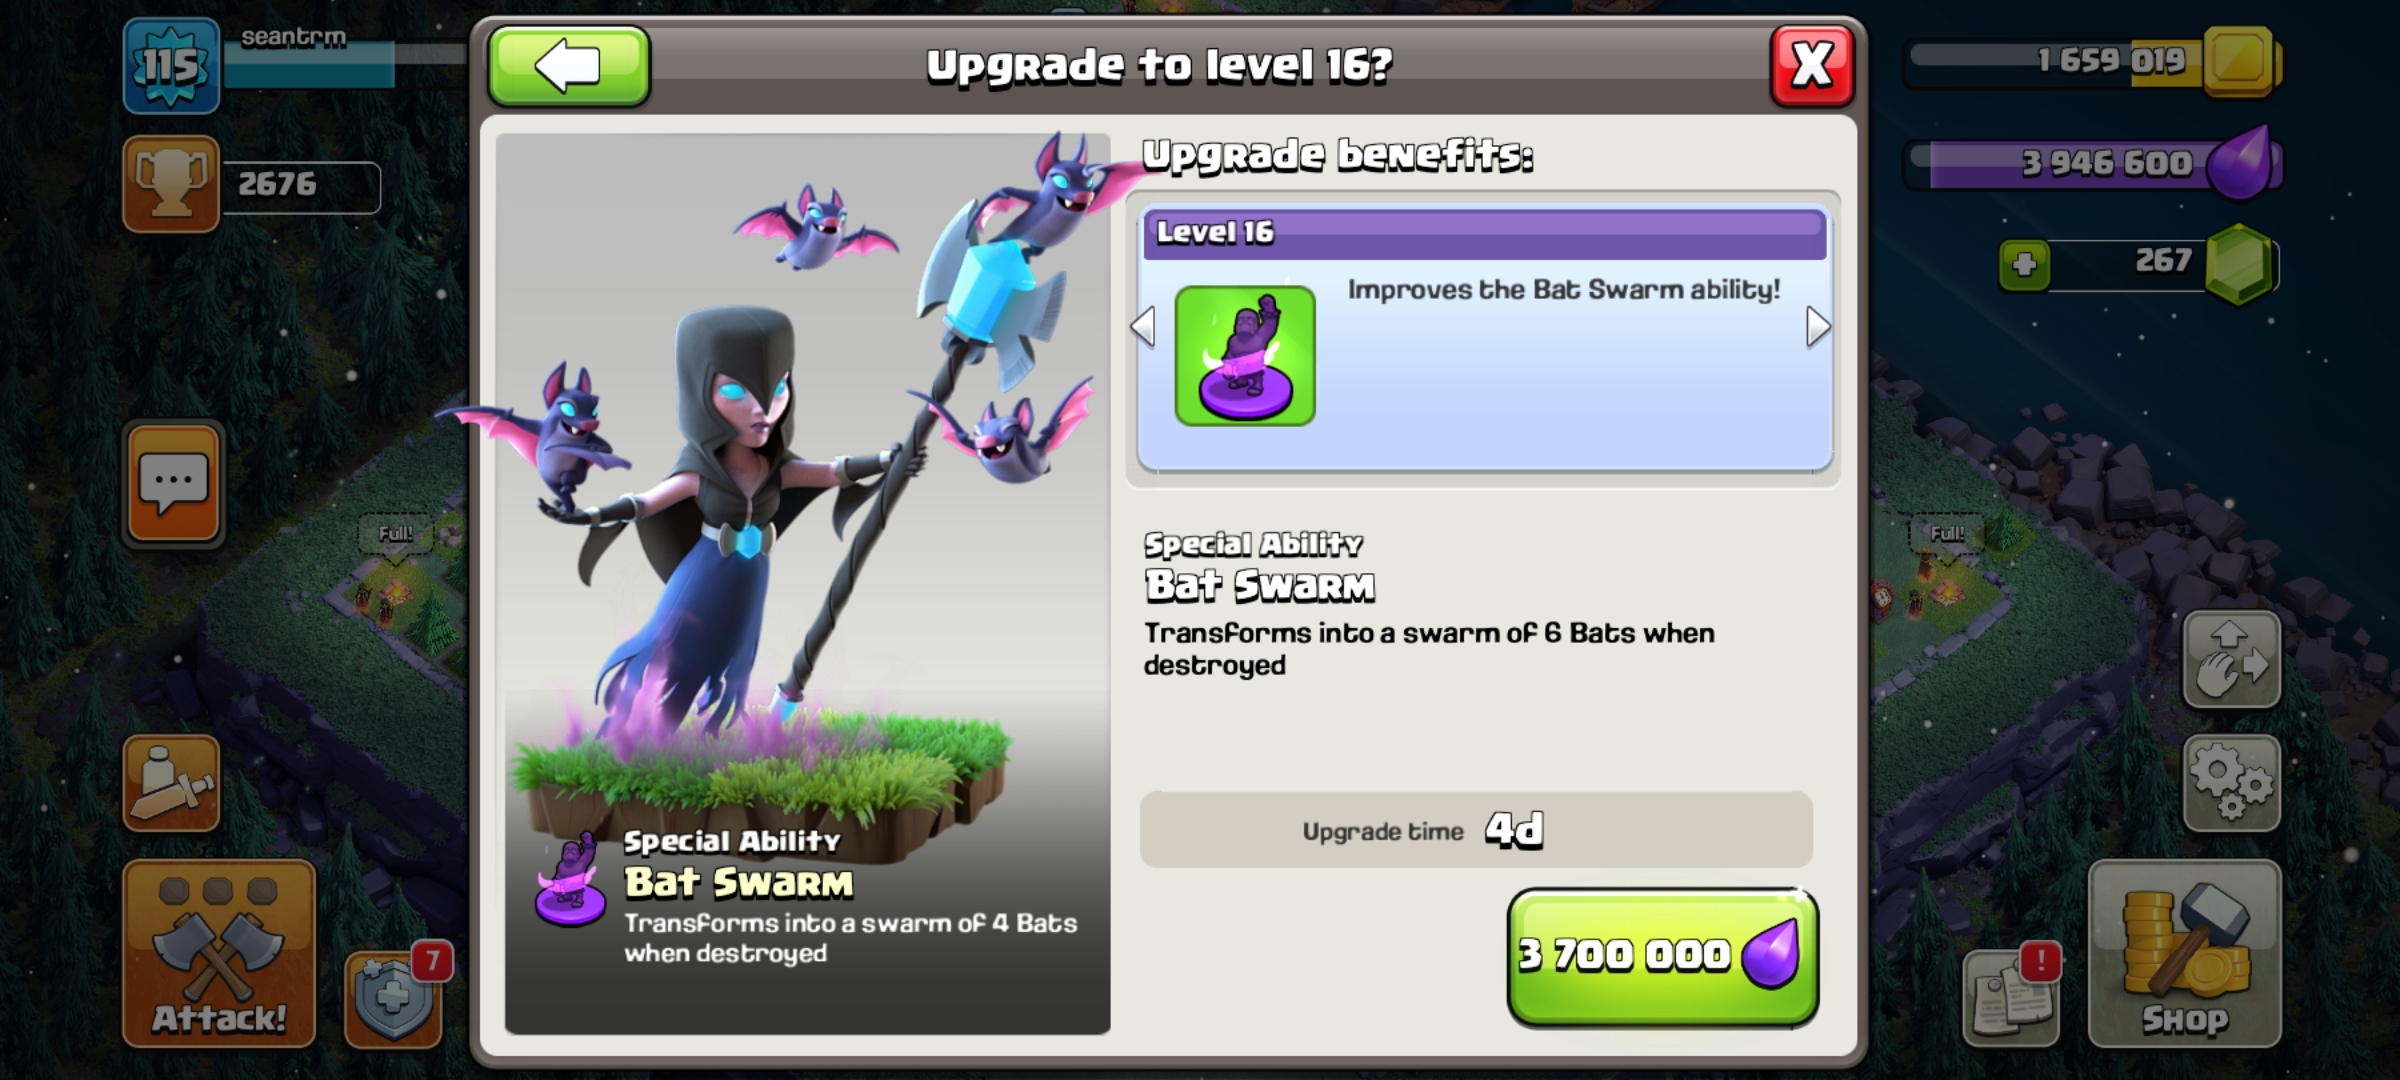 115
seantrm
Upgrade to level 16?
X
1 659 019
2676
3 946 600
267
Upgrade benefits:
Level 16
Improves the Bat Swarm ability!
Full!
Full!
Special Ability
Bat Swarm
Transforms into a swarm of 6 Bats when
destroyed
Upgrade time 4d
Special Ability
Bat Swarm
Transforms into a swarm of 4 Bats
when destroyed
3 700 000
7
!
Attack!
Shop